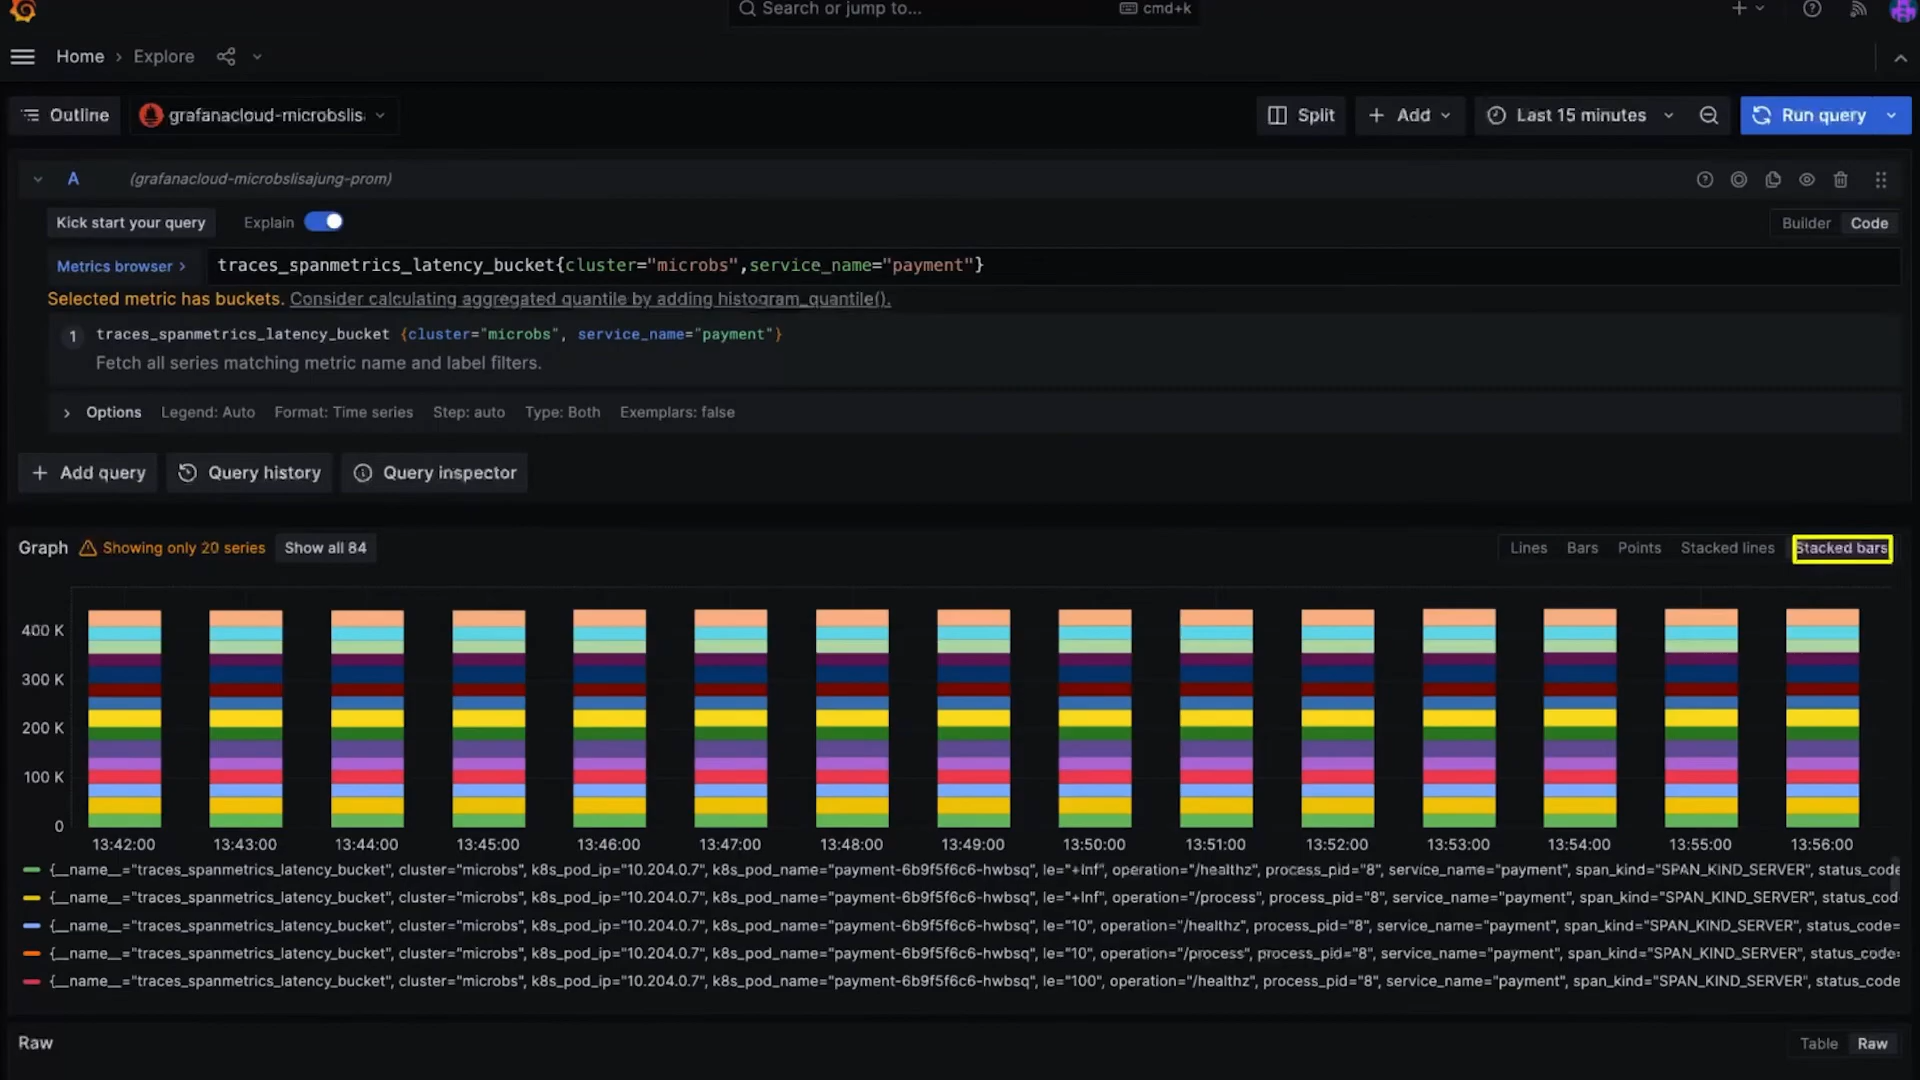 Search or jump to... cmd+k
Home › Explore
Outline grafanacloud-microbslis Split + Add Last 15 minutes Run query
A (grafanacloud-microbslisajung-prom)
Kick start your query Explain Builder Code
Metrics browser > traces_spanmetrics_latency_bucket{cluster="microbs",service_name="payment"}
Selected metric has buckets. Consider calculating aggregated quantile by adding histogram_quantile().
1 traces_spanmetrics_latency_bucket {cluster="microbs", service_name="payment"}
Fetch all series matching metric name and label filters.
> Options Legend: Auto Format: Time series Step: auto Type: Both Exemplars: false
+ Add query Query history Query inspector
Graph Showing only 20 series Show all 84 Lines Bars Points Stacked lines Stacked bars
400 K
300 K
200 K
100 K
0
13:42:00 13:43:00 13:44:00 13:45:00 13:46:00 13:47:00 13:48:00 13:49:00 13:50:00 13:51:00 13:52:00 13:53:00 13:54:00 13:55:00 13:56:00
{__name__="traces_spanmetrics_latency_bucket", cluster="microbs", k8s_pod_ip="10.204.0.7", k8s_pod_name="payment-6b9f5f6c6-hwbsq", le="+Inf", operation="/healthz", process_pid="8", service_name="payment", span_kind="SPAN_KIND_SERVER", status_code
{__name__="traces_spanmetrics_latency_bucket", cluster="microbs", k8s_pod_ip="10.204.0.7", k8s_pod_name="payment-6b9f5f6c6-hwbsq", le="+Inf", operation="/process", process_pid="8", service_name="payment", span_kind="SPAN_KIND_SERVER", status_cod
{__name__="traces_spanmetrics_latency_bucket", cluster="microbs", k8s_pod_ip="10.204.0.7", k8s_pod_name="payment-6b9f5f6c6-hwbsq", le="10", operation="/healthz", process_pid="8", service_name="payment", span_kind="SPAN_KIND_SERVER", status_code=
{__name__="traces_spanmetrics_latency_bucket", cluster="microbs", k8s_pod_ip="10.204.0.7", k8s_pod_name="payment-6b9f5f6c6-hwbsq", le="10", operation="/process", process_pid="8", service_name="payment", span_kind="SPAN_KIND_SERVER", status_code=
{__name__="traces_spanmetrics_latency_bucket", cluster="microbs", k8s_pod_ip="10.204.0.7", k8s_pod_name="payment-6b9f5f6c6-hwbsq", le="100", operation="/healthz", process_pid="8", service_name="payment", span_kind="SPAN_KIND_SERVER", status_code
Raw Table Raw